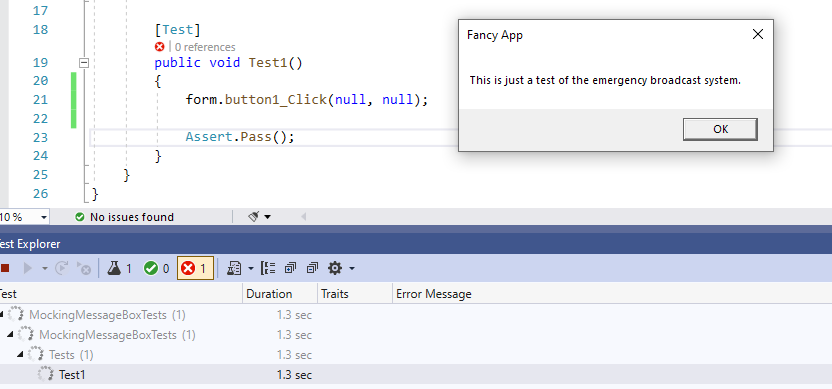 17
18 [Test]
0 references
19 public void Test1()
20 {
21 form.button1_Click(null, null);
22
23 Assert.Pass();
24 }
25 }
26 }
Fancy App
This is just a test of the emergency broadcast system.
OK
10 % No issues found
est Explorer
1 0 1
Test Duration Traits Error Message
MockingMessageBoxTests (1) 1.3 sec
MockingMessageBoxTests (1) 1.3 sec
Tests (1) 1.3 sec
Test1 1.3 sec